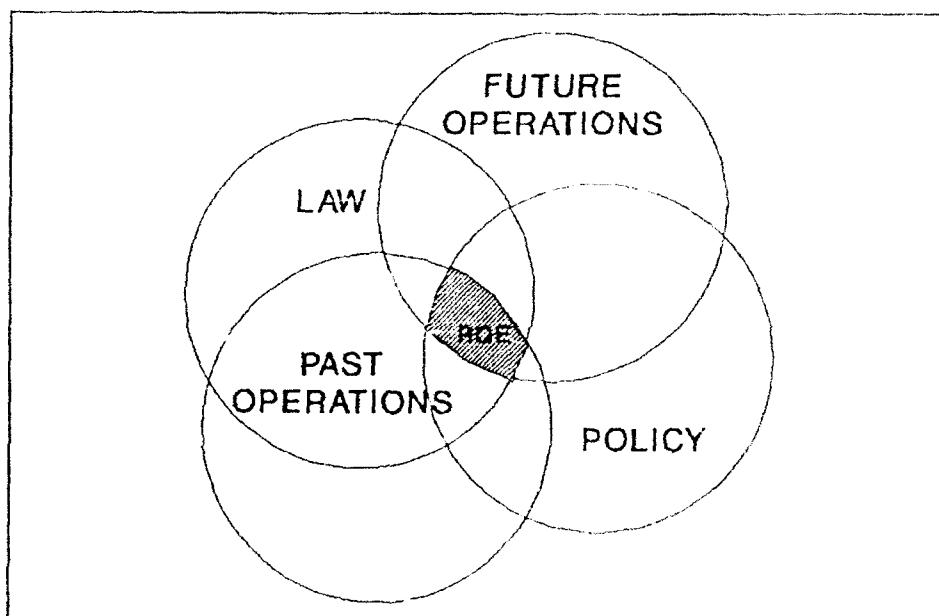 FUTURE
OPERATIONS
LAW
ROE
PAST
OPERATIONS
POLICY